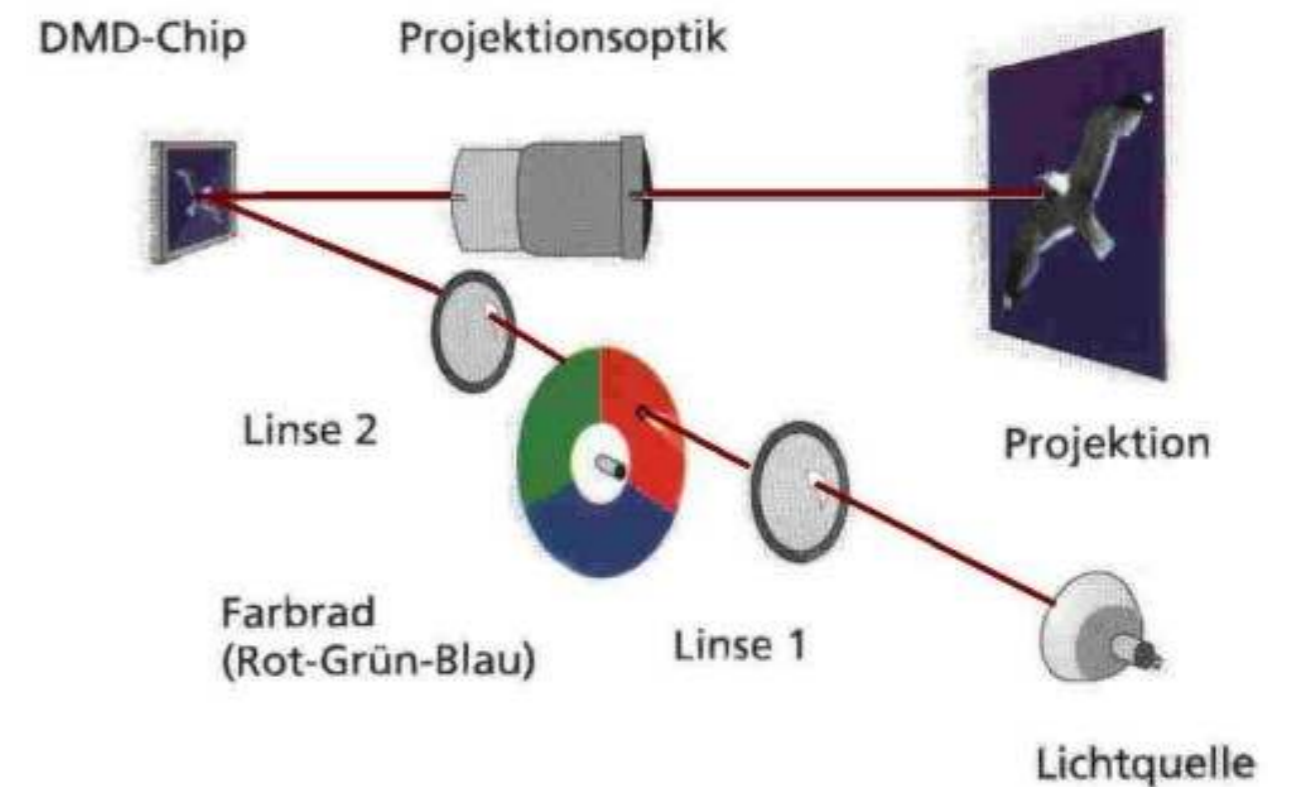 DMD-Chip
Projektionsoptik
Linse 2
Projektion
Farbrad
(Rot-Grün-Blau)
Linse 1
Lichtquelle